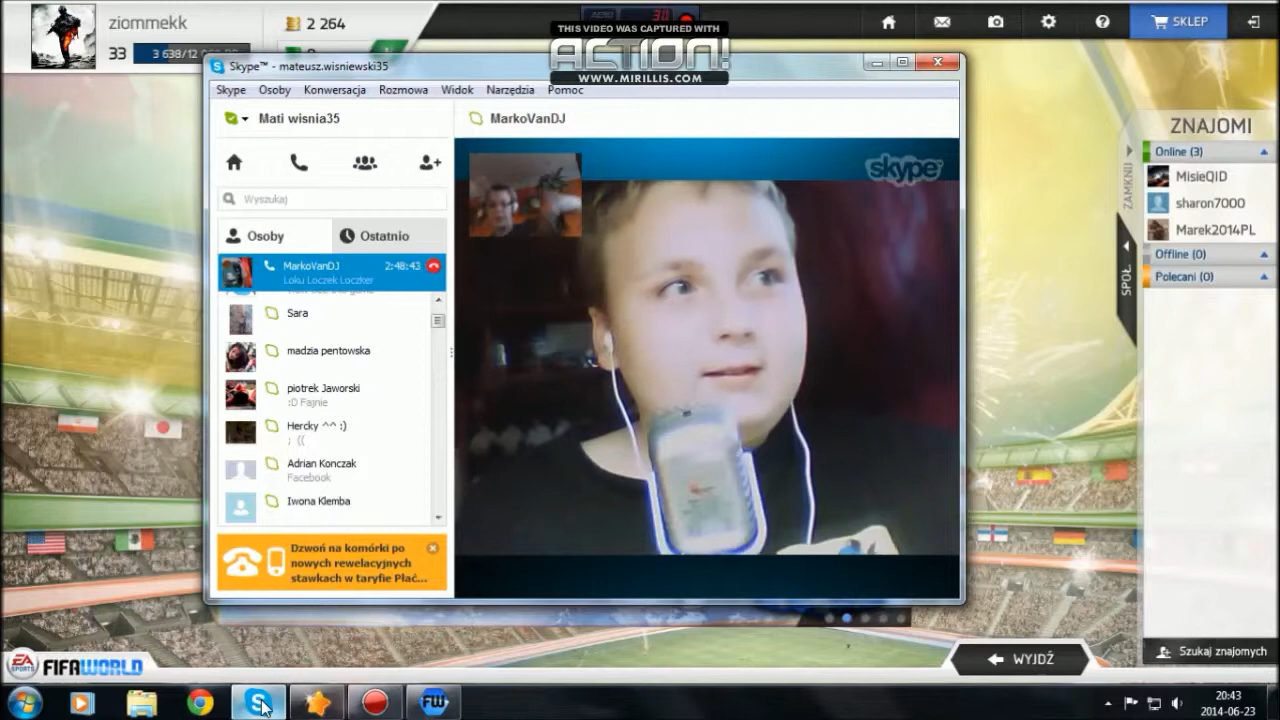 ziommekk
2 264
33
30
THIS VIDEO WAS CAPTURED WITH
ACTION!
WWW.MIRILLIS.COM
SKLEP
Skype™ - mateusz.wisniewski35
Skype Osoby Konwersacja Rozmowa Widok Narzędzia Pomoc
Mati wisnia35
MarkoVanDJ
Wyszukaj
Osoby
Ostatnio
MarkoVanDJ 2:48:43
Loku Loczek Loczker
Sara
madzia pentowska
piotrek Jaworski
:D Fajnie
Hercky ^^ :)
; ((
Adrian Konczak
Facebook
Iwona Klemba
Dzwoń na komórki po
nowych rewelacyjnych
stawkach w taryfie Płać...
skype
ZNAJOMI
Online (3)
MisieQID
sharon7000
Marek2014PL
Offline (0)
Polecani (0)
ZAMKNIJ
SPOŁ.
Szukaj znajomych
WYJDŹ
EA
SPORTS
FIFAWORLD
FW
20:43
2014-06-23